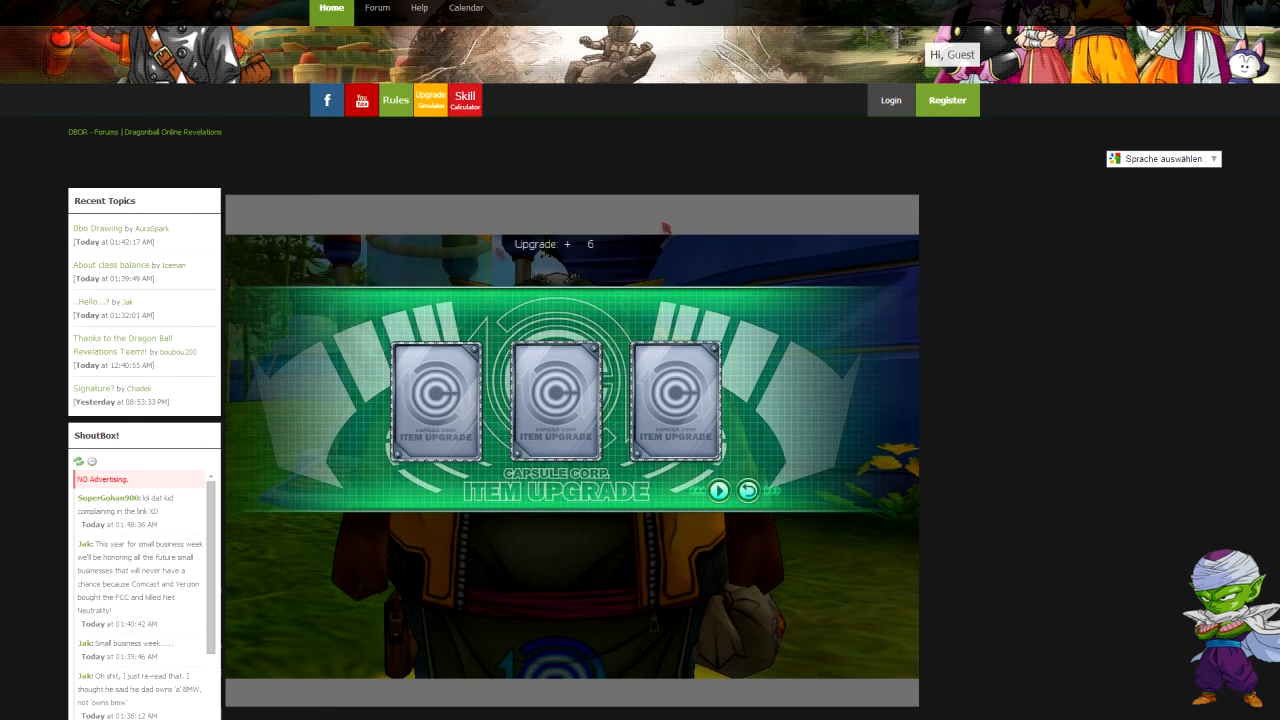 Home Forum Help Calendar
Hi, Guest
f You Tube Rules Upgrade Simulator Skill Calculator Login Register
DBOR - Forums | Dragonball Online Revelations
Sprache auswählen
Recent Topics
Dbo Drawing by AuraSpark
[Today at 01:42:17 AM]
About class balance by Iceman
[Today at 01:39:49 AM]
..Hello...? by Jak
[Today at 01:32:01 AM]
Thanks to the Dragon Ball
Revelations Team!! by boubou200
[Today at 12:40:55 AM]
Signature? by Chadek
[Yesterday at 08:53:33 PM]
ShoutBox!
NO Advertising.
SuperGohan900: lol dat kid
complaining in the link XD
Today at 01:48:36 AM
Jak: This year for small business week
we'll be honoring all the future small
businesses that will never have a
chance because Comcast and Verizon
bought the FCC and killed Net
Neutrality!
Today at 01:40:42 AM
Jak: Small business week.....
Today at 01:39:46 AM
Jak: Oh shit, I just re-read that. I
thought he said his dad owns 'a' BMW,
not 'owns bmw'
Today at 01:36:12 AM
Upgrade: + 6
CAPSULE CORP.
ITEM UPGRADE
CAPSULE CORP.
ITEM UPGRADE
CAPSULE CORP.
ITEM UPGRADE
CAPSULE CORP.
ITEM UPGRADE